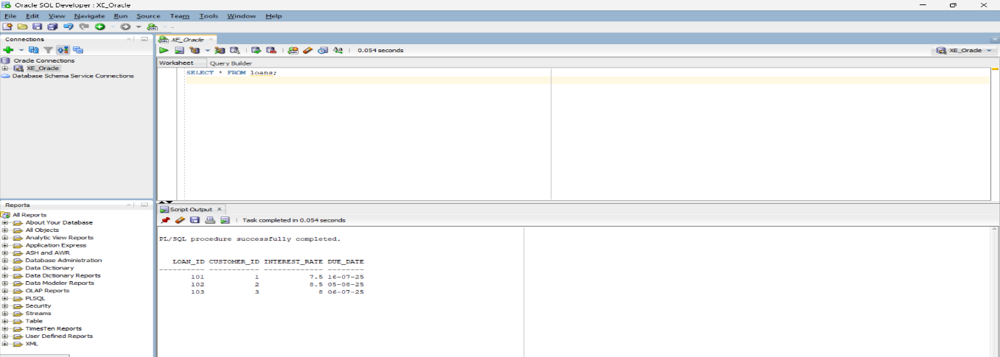 Oracle SQL Developer : XE_Oracle
File Edit View Navigate Run Source Team Tools Window Help
Connections
Oracle Connections
XE_Oracle
Database Schema Service Connections
Reports
All Reports
About Your Database
All Objects
Analytic View Reports
Application Express
ASH and AWR
Database Administration
Data Dictionary
Data Dictionary Reports
Data Modeler Reports
OLAP Reports
PLSQL
Security
Streams
Table
TimesTen Reports
User Defined Reports
XML
XE_Oracle
0.054 seconds
XE_Oracle
Worksheet Query Builder
SELECT * FROM loans;
Script Output
Task completed in 0.054 seconds
PL/SQL procedure successfully completed.
LOAN_ID CUSTOMER_ID INTEREST_RATE DUE_DATE
---------- ----------- ------------- --------
101 1 7.5 16-07-25
102 2 8.5 05-08-25
103 3 8 06-07-25